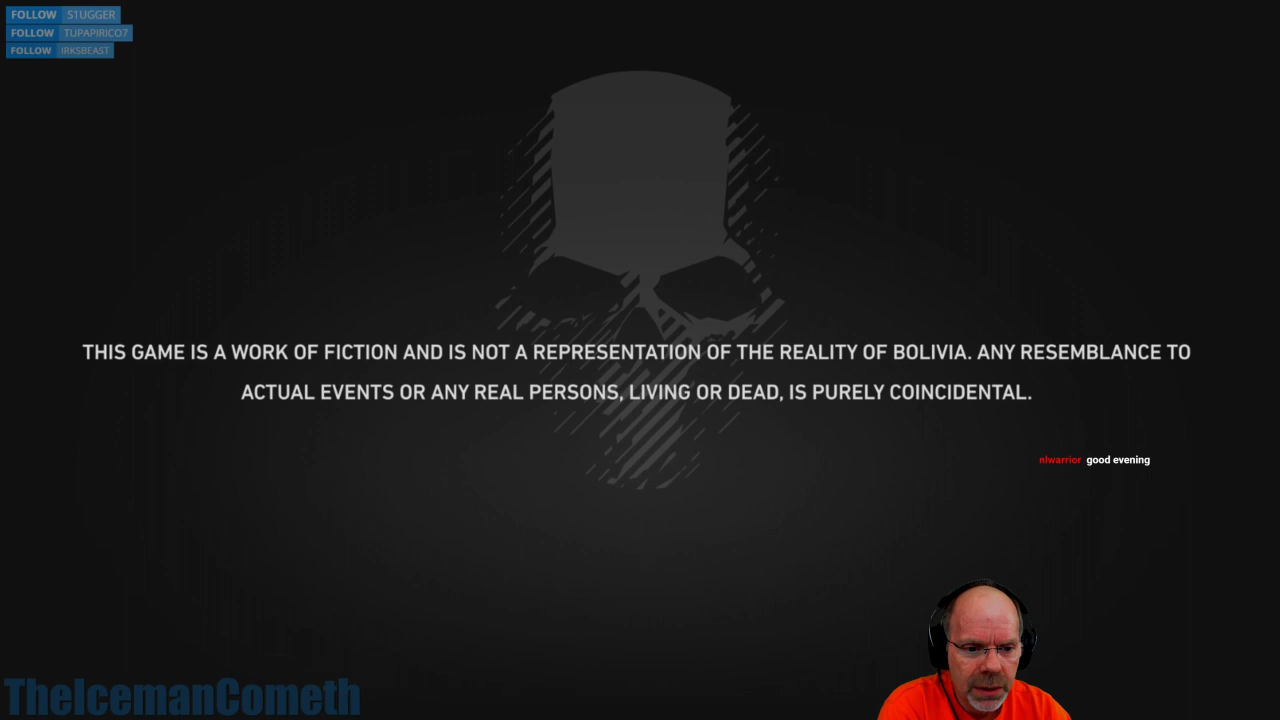 FOLLOW S1UGGER
FOLLOW TUPAPIRICO7
FOLLOW IRKSBEAST
THIS GAME IS A WORK OF FICTION AND IS NOT A REPRESENTATION OF THE REALITY OF BOLIVIA. ANY RESEMBLANCE TO
ACTUAL EVENTS OR ANY REAL PERSONS, LIVING OR DEAD, IS PURELY COINCIDENTAL.
nlwarrior good evening
TheIcemanCometh